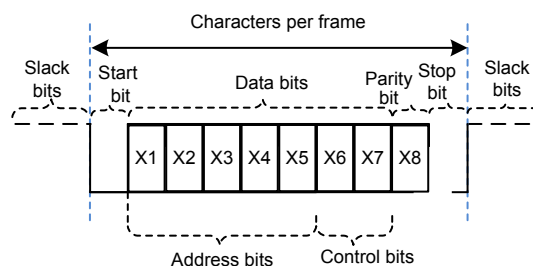 Characters per frame
Slack bits
Start bit
Data bits
Parity bit
Stop bit
Slack bits
X1 X2 X3 X4 X5 X6 X7 X8
Address bits
Control bits